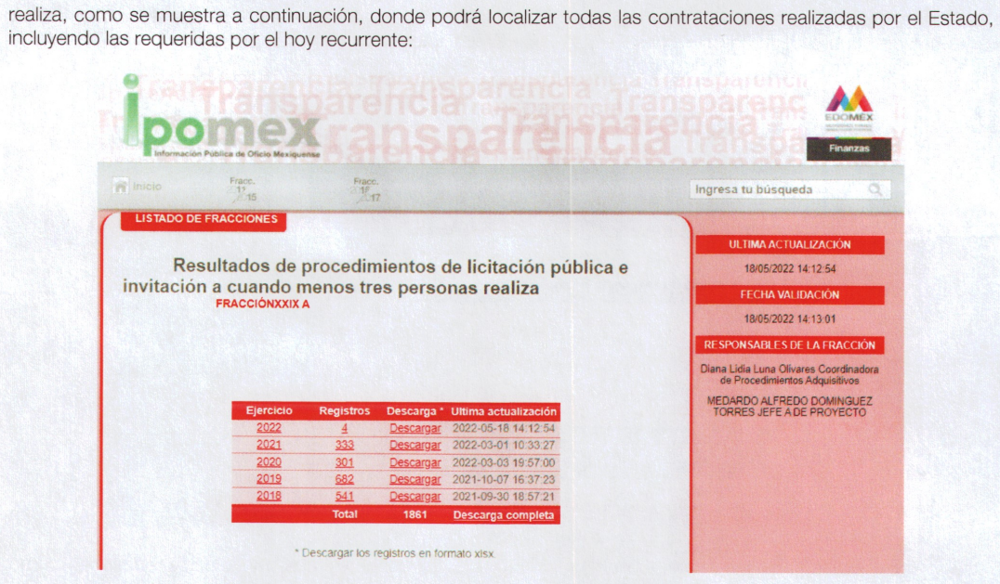 realiza, como se muestra a continuación, donde podrá localizar todas las contrataciones realizadas por el Estado,
incluyendo las requeridas por el hoy recurrente:
ipomex
Información Pública de Oficio Mexiquense
Transparencia Transparencia Transparencia
EDOMÉX
Finanzas
Inicio
Fracc.
Fracc.
Ingresa tu búsqueda
LISTADO DE FRACCIONES
Resultados de procedimientos de licitación pública e
invitación a cuando menos tres personas realiza
FRACCIÓNXXIX A
Ejercicio Registros Descarga * Ultima actualización
2022 4 Descargar 2022-05-18 14:12:54
2021 333 Descargar 2022-03-01 10:33:27
2020 301 Descargar 2022-03-03 19:57:00
2019 682 Descargar 2021-10-07 16:37:23
2018 541 Descargar 2021-09-30 18:57:21
Total 1861 Descarga completa
* Descargar los registros en formato xlsx.
ULTIMA ACTUALIZACIÓN
18/05/2022 14:12:54
FECHA VALIDACIÓN
18/05/2022 14:13:01
RESPONSABLES DE LA FRACCIÓN
Diana Lidia Luna Olivares Coordinadora
de Procedimientos Adquisitivos
MEDARDO ALFREDO DOMINGUEZ
TORRES JEFE A DE PROYECTO